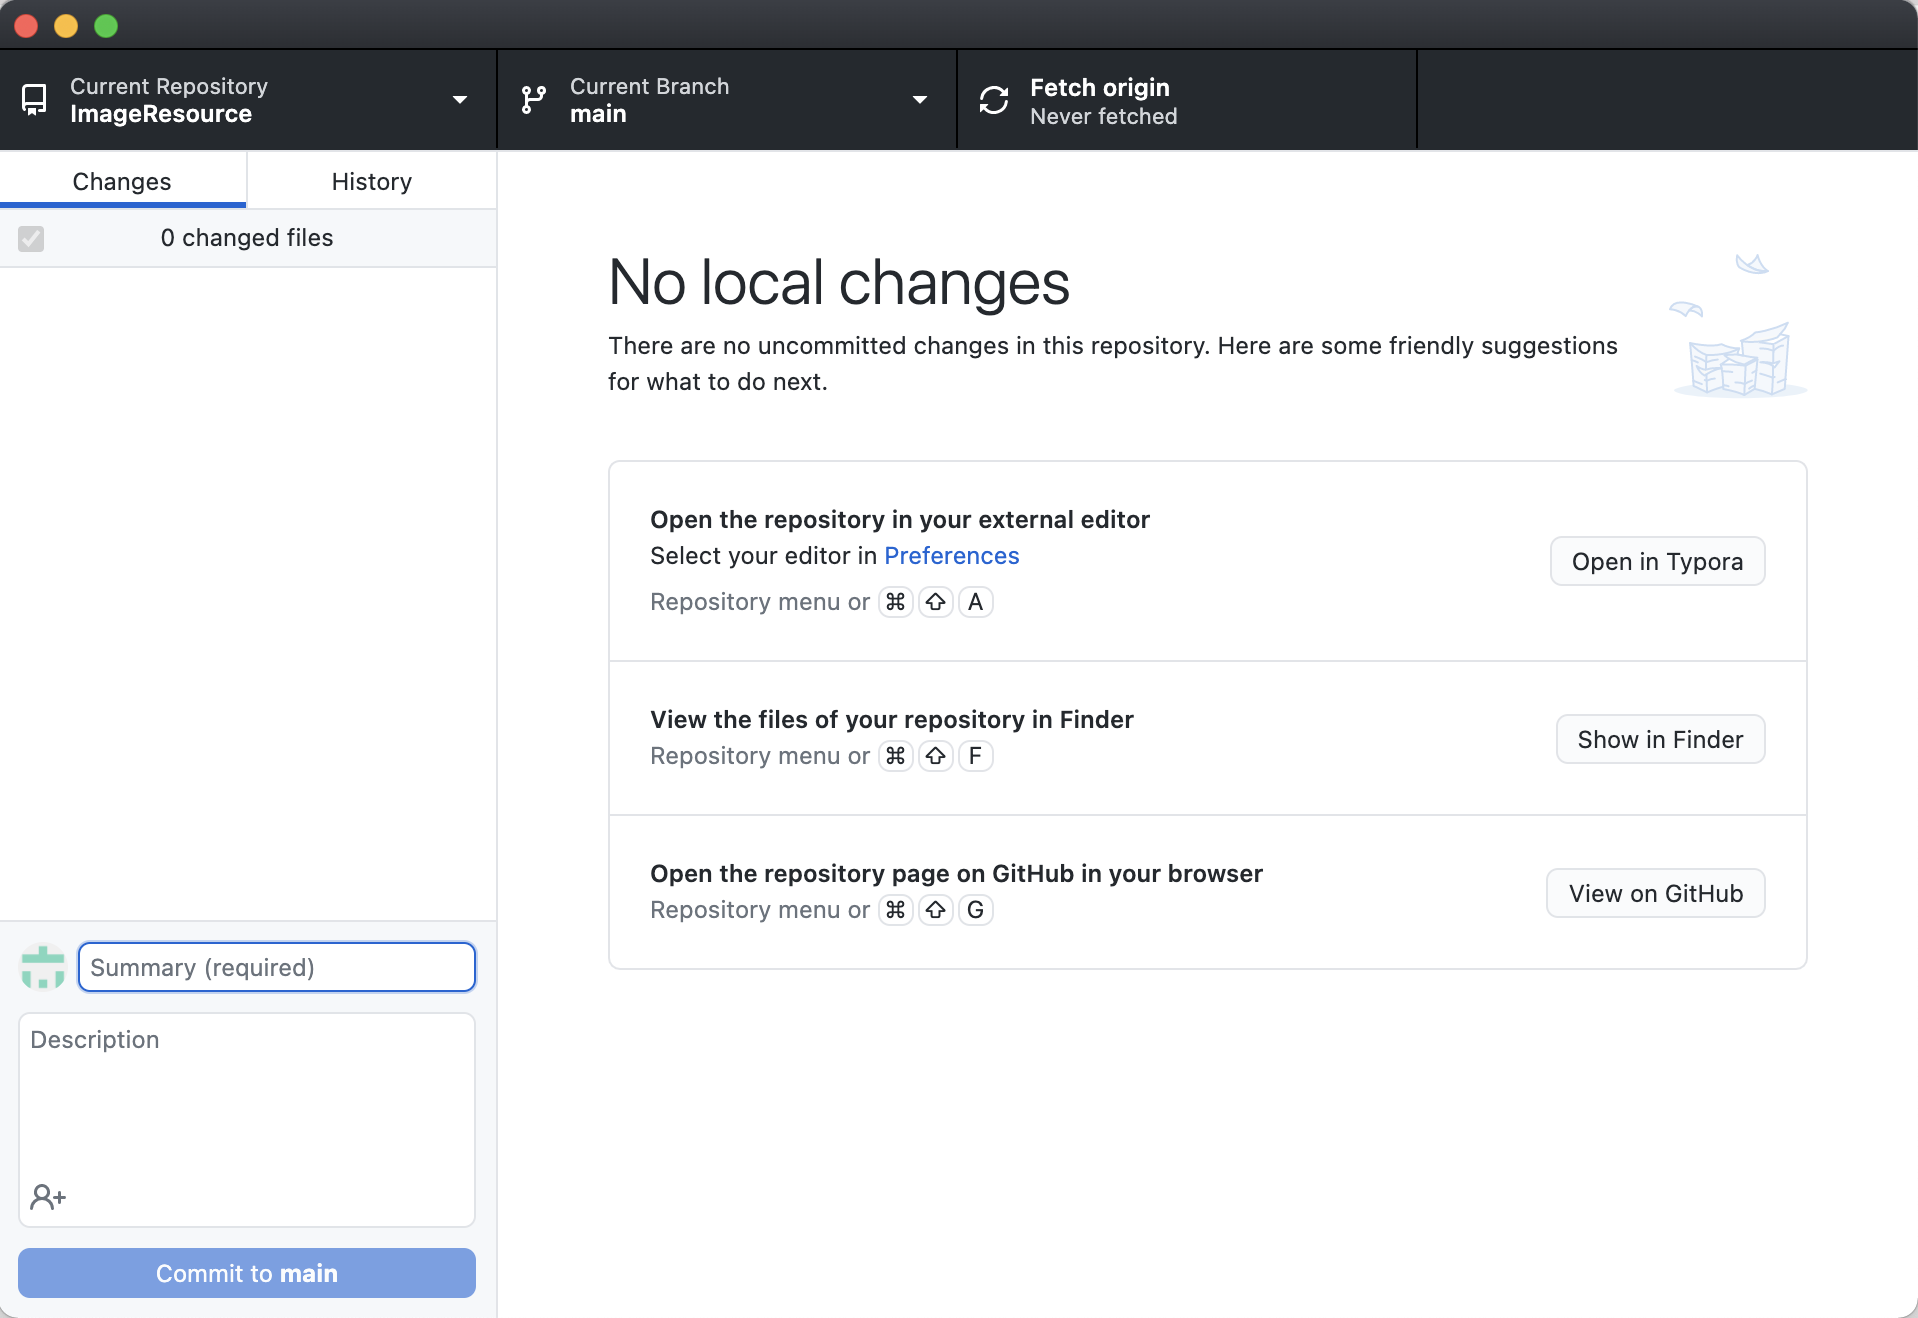 Current Repository
ImageResource
Current Branch
main
Fetch origin
Never fetched
Changes
History
0 changed files
No local changes
There are no uncommitted changes in this repository. Here are some friendly suggestions
for what to do next.
Open the repository in your external editor
Select your editor in Preferences
Repository menu or ⌘ ⇧ A
Open in Typora
View the files of your repository in Finder
Repository menu or ⌘ ⇧ F
Show in Finder
Open the repository page on GitHub in your browser
Repository menu or ⌘ ⇧ G
View on GitHub
Summary (required)
Description
Commit to main